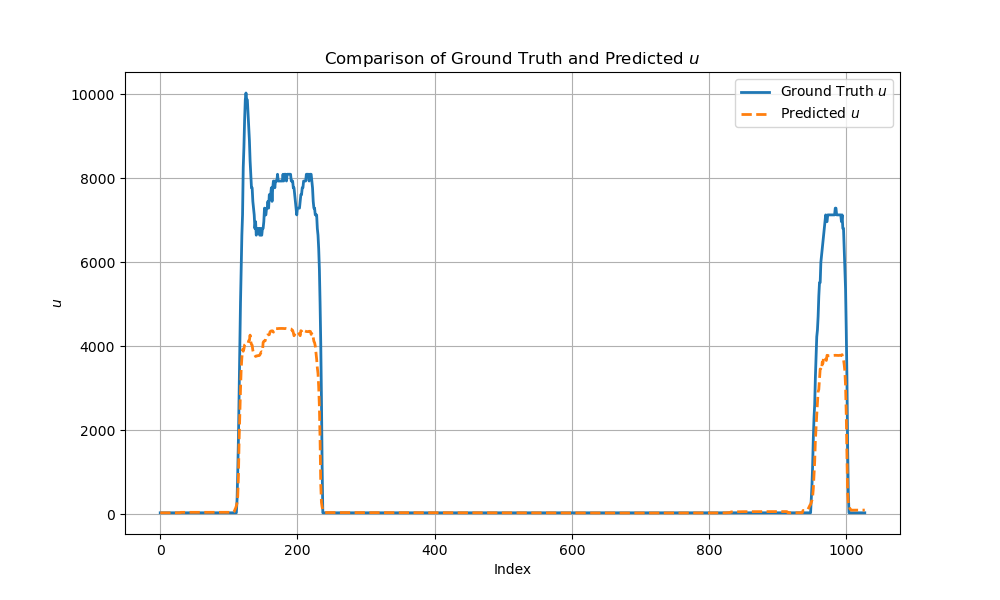 Comparison of Ground Truth and Predicted u
10000
8000
6000
4000
2000
0
u
Ground Truth u
Predicted u
0 200 400 600 800 1000
Index